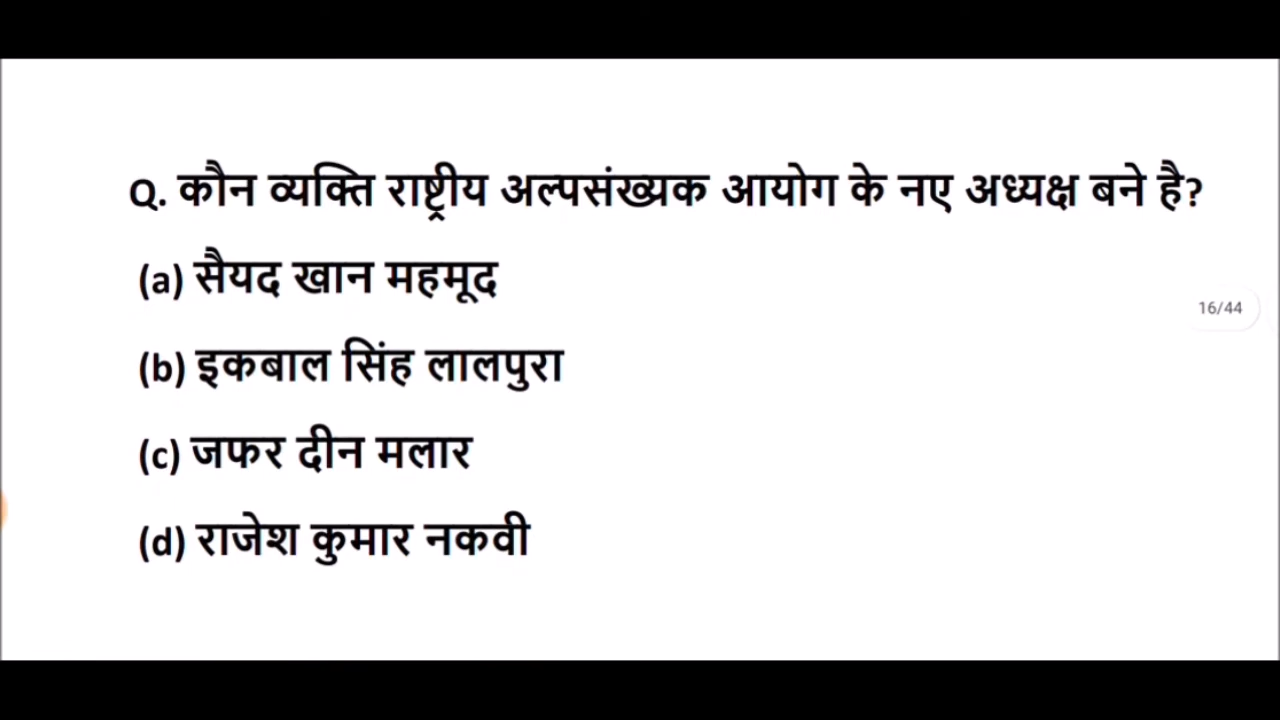 Q. कौन व्यक्ति राष्ट्रीय अल्पसंख्यक आयोग के नए अध्यक्ष बने है?
(a) सैयद खान महमूद
16/44
(b) इकबाल सिंह लालपुरा
(c) जफर दीन मलार
(d) राजेश कुमार नकवी